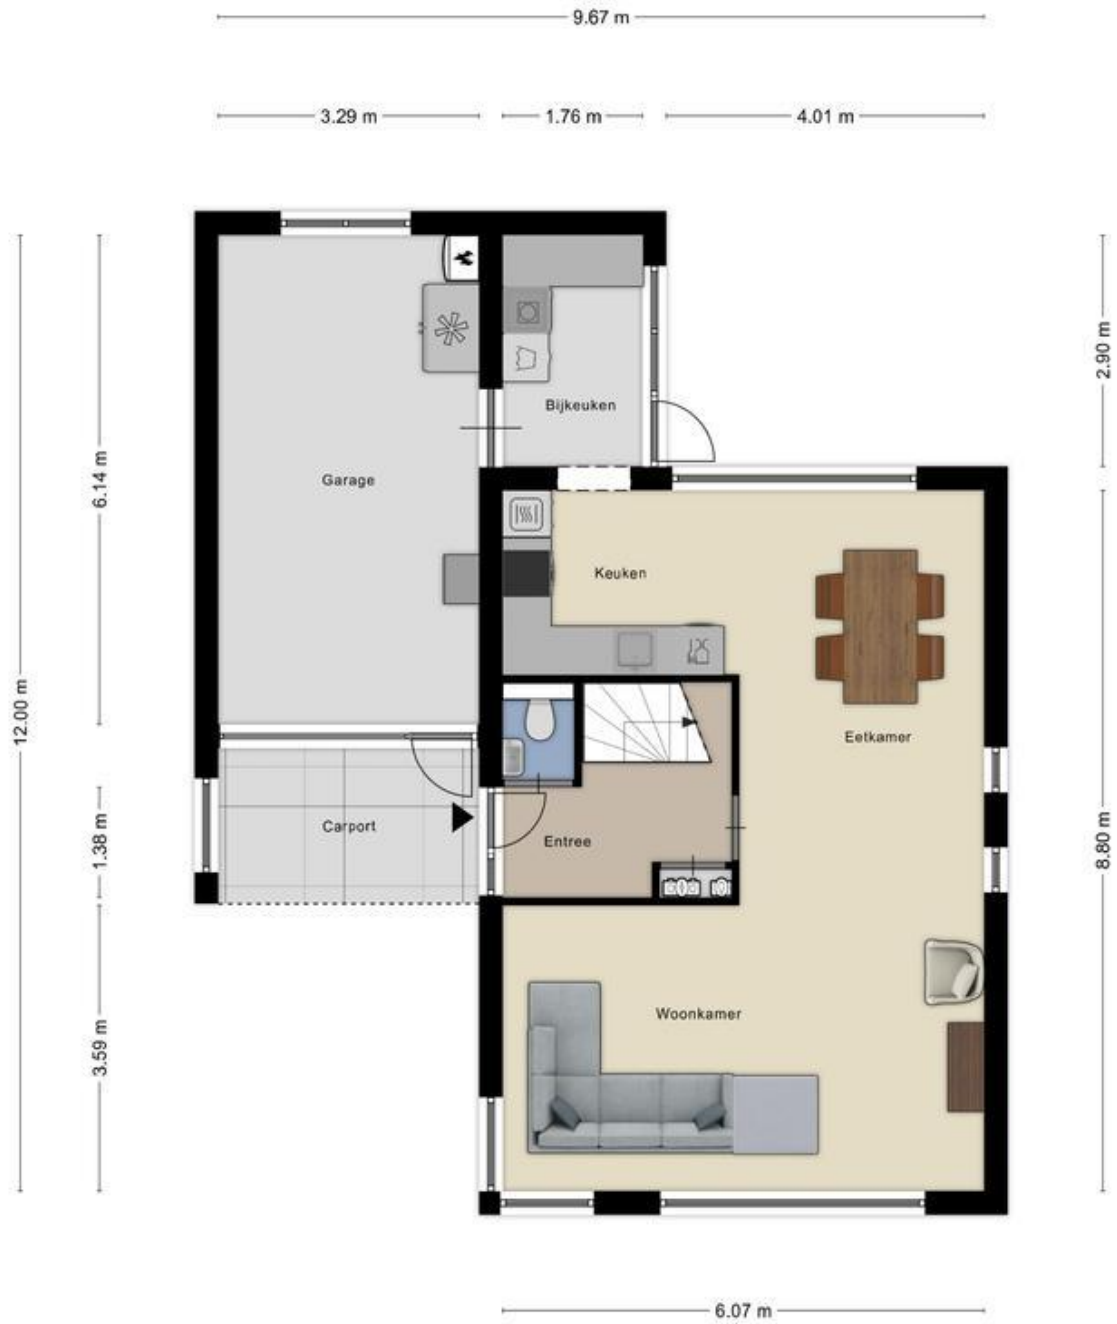 9.67 m
3.29 m
1.76 m
4.01 m
12.00 m
6.14 m
1.38 m
3.59 m
2.90 m
8.80 m
Bijkeuken
Garage
Keuken
Eetkamer
Carport
Entree
Woonkamer
6.07 m